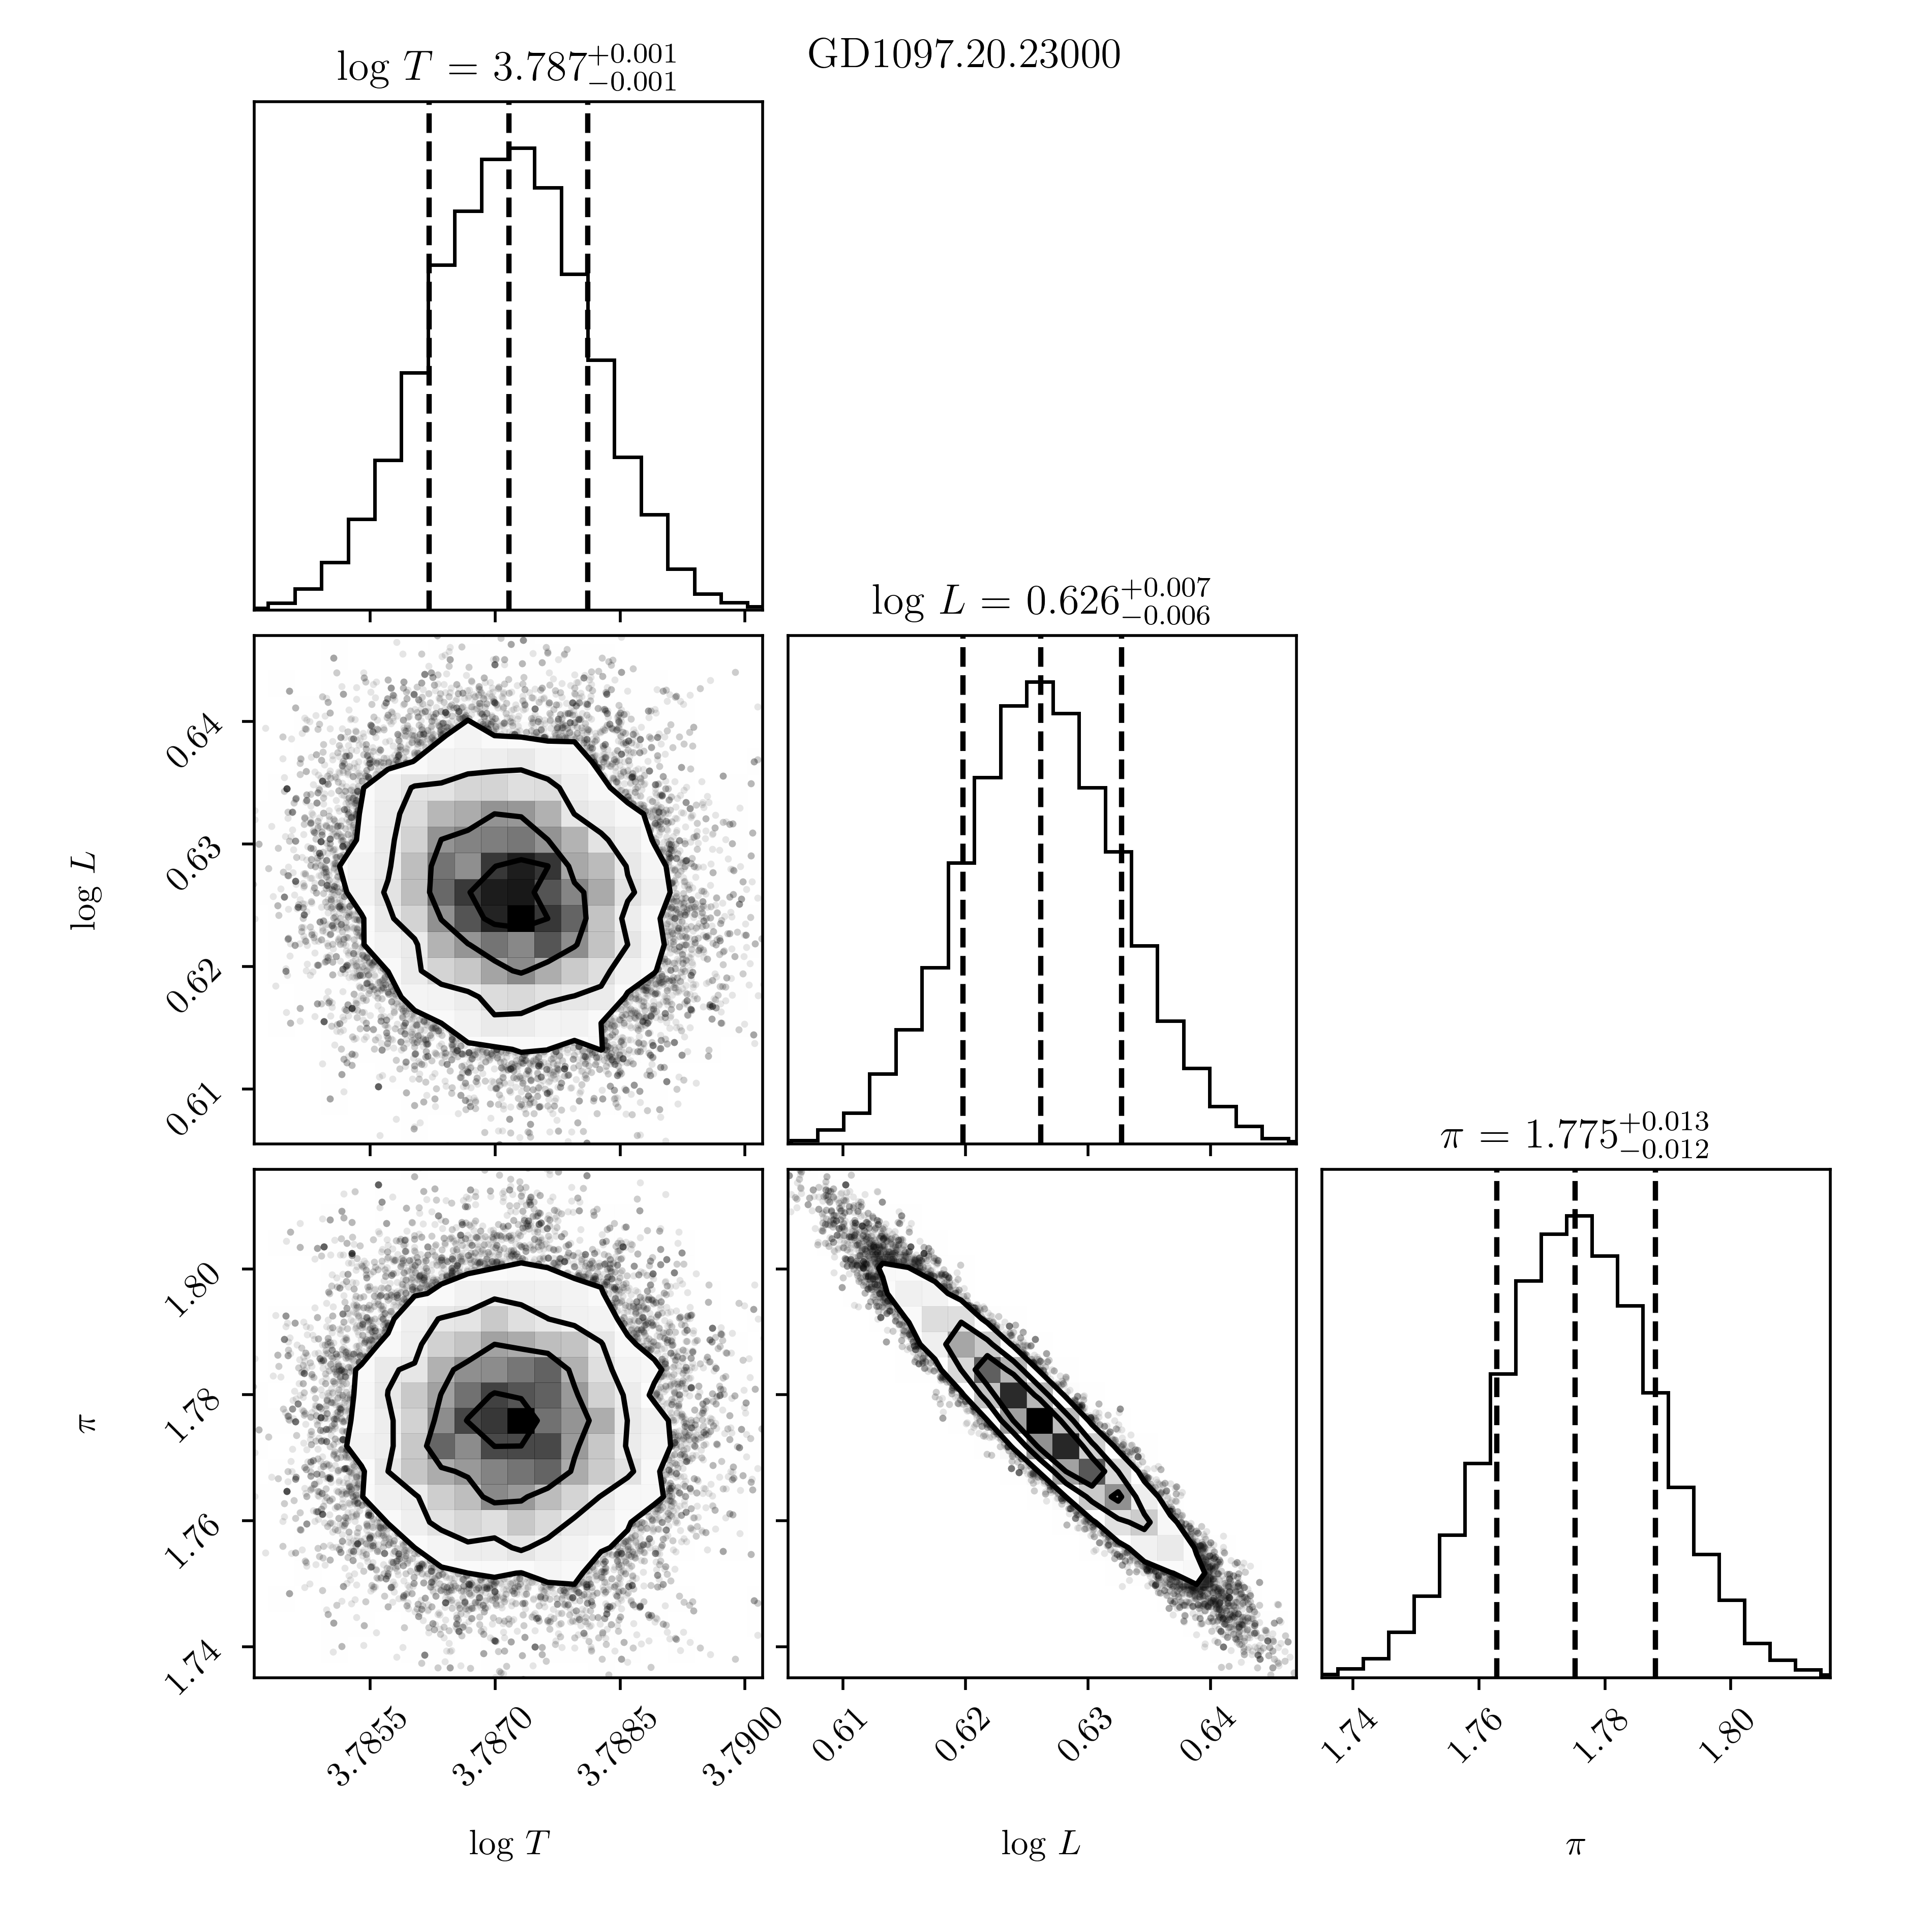 GD1097.20.23000
log T = 3.787+0.001−0.001
log L = 0.626+0.007−0.006
log L
0.64
0.63
0.62
0.61
π = 1.775+0.013−0.012
π
1.80
1.78
1.76
1.74
3.7855
3.7870
3.7885
3.7900
0.61
0.62
0.63
0.64
1.74
1.76
1.78
1.80
log T
log L
π